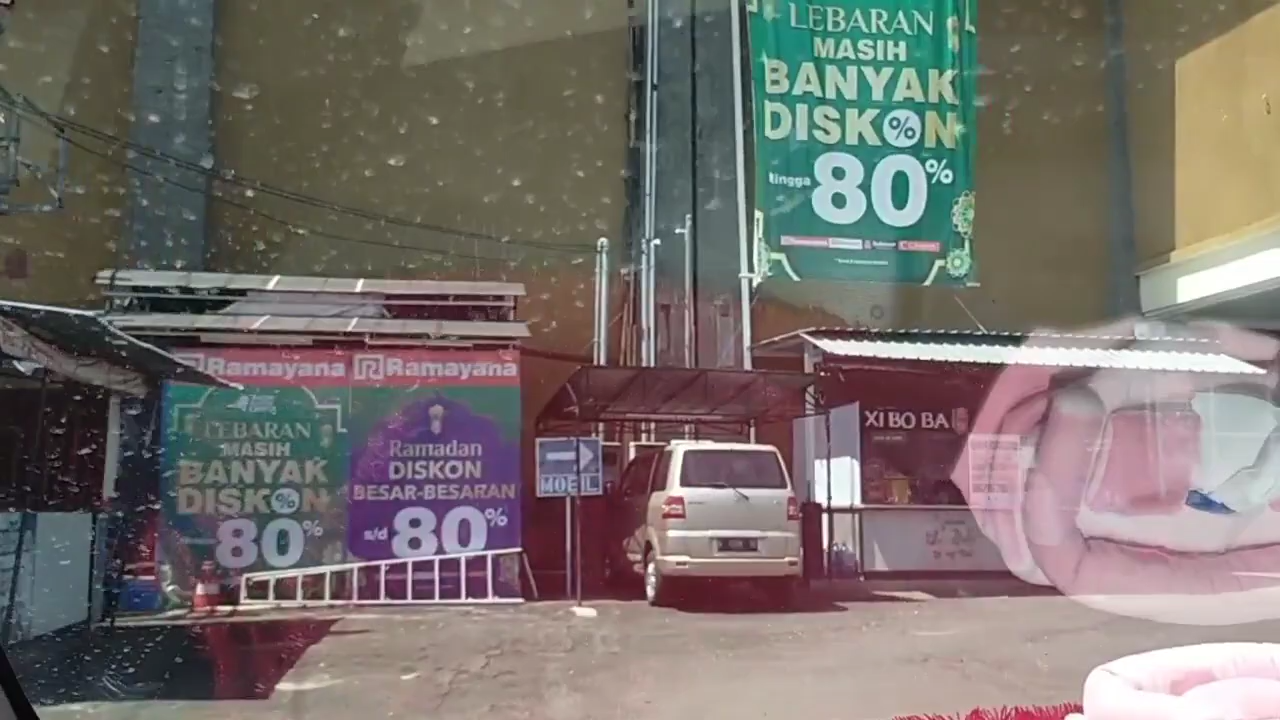 LEBARAN
MASIH
BANYAK
DISKON
hingga 80%
Ramayana
LEBARAN
MASIH
BANYAK
DISKON
80%
Ramayana
Ramadan
DISKON
BESAR-BESARAN
s/d 80%
MOBIL
XI BO BA